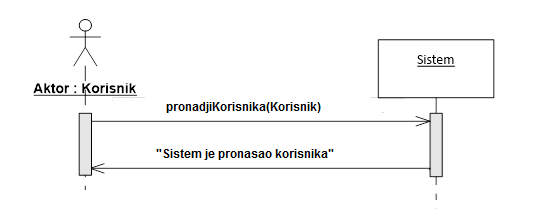 Sistem
Aktor : Korisnik
pronadjiKorisnika(Korisnik)
"Sistem je pronasao korisnika"